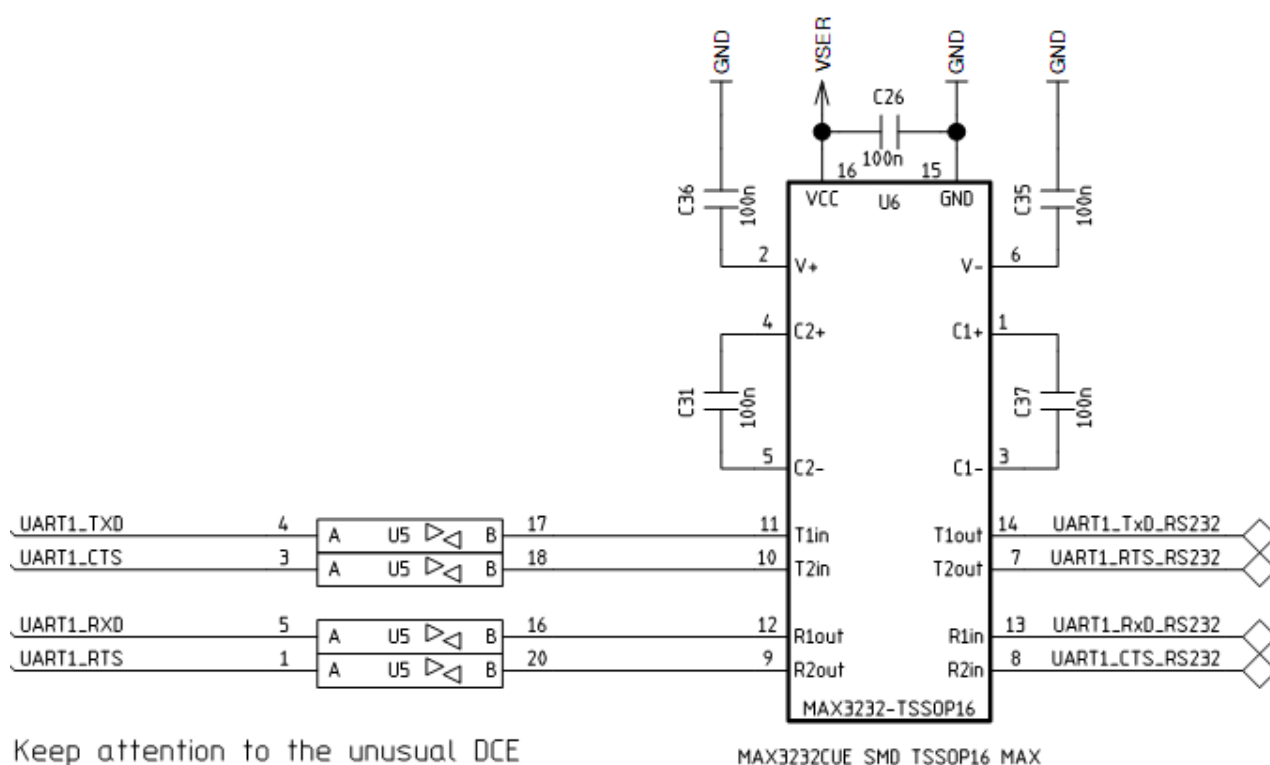 GND
VSER
GND
GND
C26
100n
C36
100n
C35
100n
16
15
VCC
U6
GND
2
V+
V-
6
4
C2+
C1+
1
C31
100n
C37
100n
5
C2-
C1-
3
UART1_TXD 4 A U5 B 17 11 T1in T1out 14 UART1_TxD_RS232
UART1_CTS 3 A U5 B 18 10 T2in T2out 7 UART1_RTS_RS232
UART1_RXD 5 A U5 B 16 12 R1out R1in 13 UART1_RxD_RS232
UART1_RTS 1 A U5 B 20 9 R2out R2in 8 UART1_CTS_RS232
MAX3232-TSSOP16
Keep attention to the unusual DCE
MAX3232CUE SMD TSSOP16 MAX